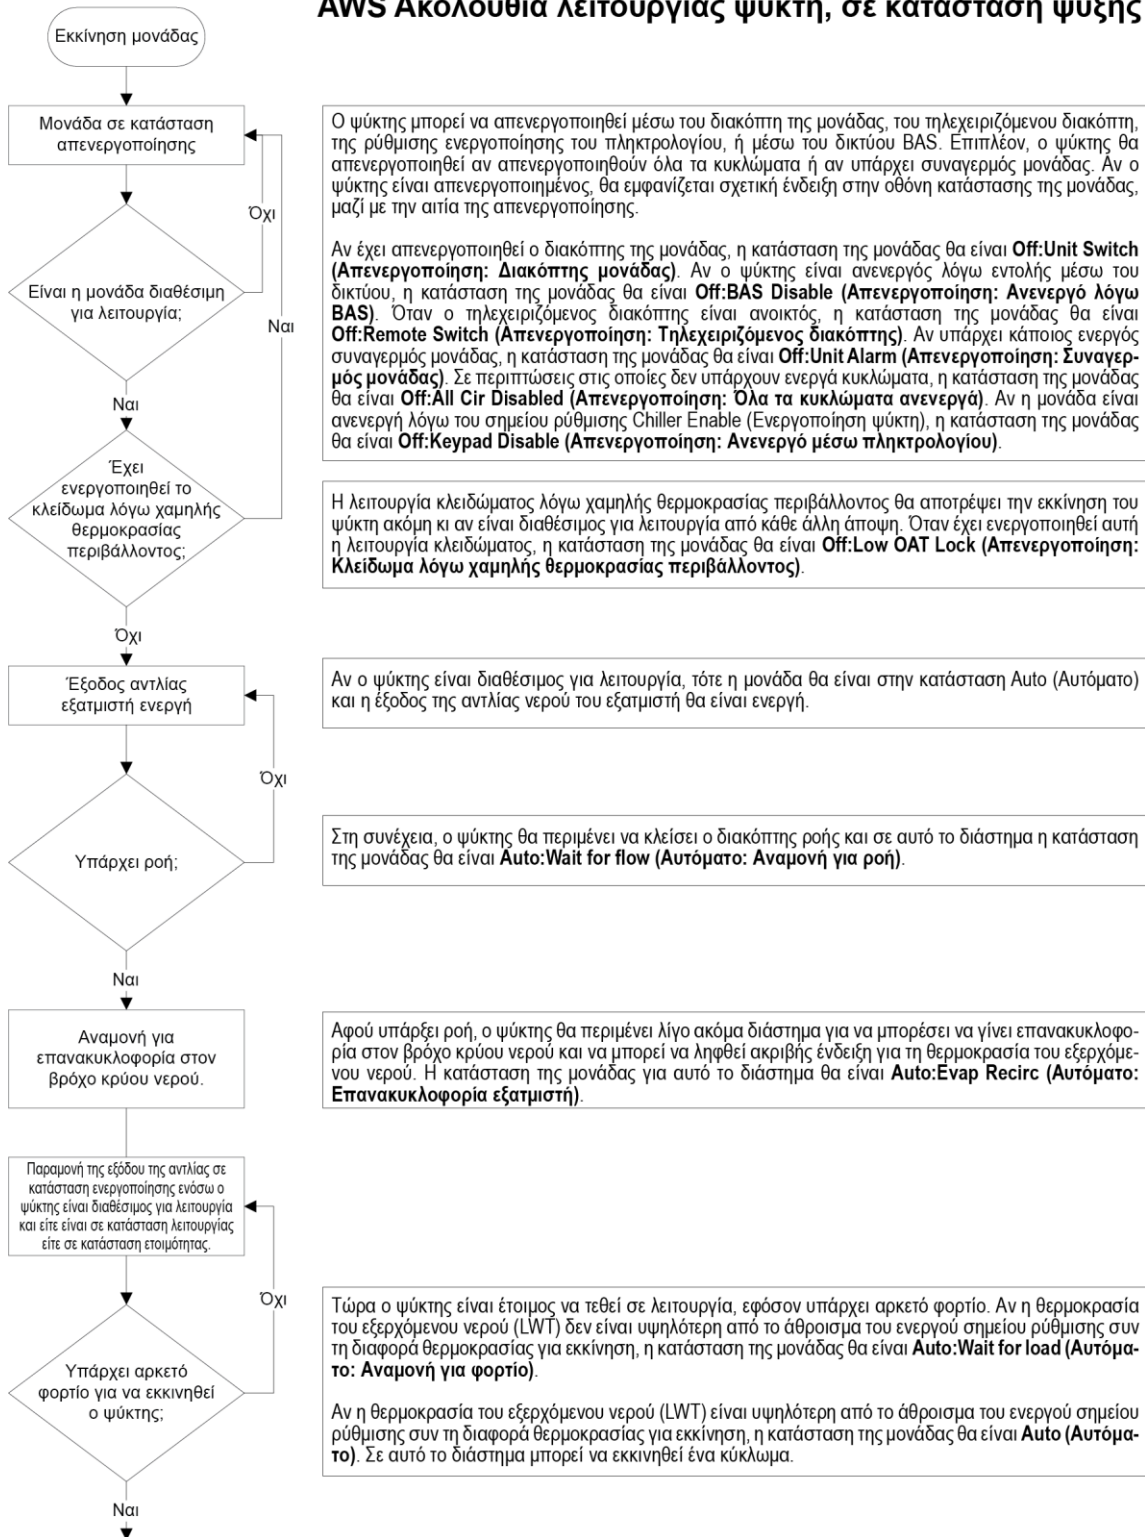 AWS Ακολουθία λειτουργίας ψύκτη, σε κατάσταση ψύξης
Εκκίνηση μονάδας
Μονάδα σε κατάσταση
απενεργοποίησης
Ο ψύκτης μπορεί να απενεργοποιηθεί μέσω του διακόπτη της μονάδας, του τηλεχειριζόμενου διακόπτη,
της ρύθμισης ενεργοποίησης του πληκτρολογίου, ή μέσω του δικτύου BAS. Επιπλέον, ο ψύκτης θα
απενεργοποιηθεί αν απενεργοποιηθούν όλα τα κυκλώματα ή αν υπάρχει συναγερμός μονάδας. Αν ο
ψύκτης είναι απενεργοποιημένος, θα εμφανίζεται σχετική ένδειξη στην οθόνη κατάστασης της μονάδας,
μαζί με την αιτία της απενεργοποίησης.
Όχι
Είναι η μονάδα διαθέσιμη
για λειτουργία;
Ναι
Ναι
Αν έχει απενεργοποιηθεί ο διακόπτης της μονάδας, η κατάσταση της μονάδας θα είναι Off:Unit Switch
(Απενεργοποίηση: Διακόπτης μονάδας). Αν ο ψύκτης είναι ανενεργός λόγω εντολής μέσω του
δικτύου, η κατάσταση της μονάδας θα είναι Off:BAS Disable (Απενεργοποίηση: Ανενεργό λόγω
BAS). Όταν ο τηλεχειριζόμενος διακόπτης είναι ανοικτός, η κατάσταση της μονάδας θα είναι
Off:Remote Switch (Απενεργοποίηση: Τηλεχειριζόμενος διακόπτης). Αν υπάρχει κάποιος ενεργός
συναγερμός μονάδας, η κατάσταση της μονάδας θα είναι Off:Unit Alarm (Απενεργοποίηση: Συναγερ-
μός μονάδας). Σε περιπτώσεις στις οποίες δεν υπάρχουν ενεργά κυκλώματα, η κατάσταση της μονάδας
θα είναι Off:All Cir Disabled (Απενεργοποίηση: Όλα τα κυκλώματα ανενεργά). Αν η μονάδα είναι
ανενεργή λόγω του σημείου ρύθμισης Chiller Enable (Ενεργοποίηση ψύκτη), η κατάσταση της μονάδας
θα είναι Off:Keypad Disable (Απενεργοποίηση: Ανενεργό μέσω πληκτρολογίου).
Έχει
ενεργοποιηθεί το
κλείδωμα λόγω χαμηλής
θερμοκρασίας
περιβάλλοντος;
Η λειτουργία κλειδώματος λόγω χαμηλής θερμοκρασίας περιβάλλοντος θα αποτρέψει την εκκίνηση του
ψύκτη ακόμη κι αν είναι διαθέσιμος για λειτουργία από κάθε άλλη άποψη. Όταν έχει ενεργοποιηθεί αυτή
η λειτουργία κλειδώματος, η κατάσταση της μονάδας θα είναι Off:Low OAT Lock (Απενεργοποίηση:
Κλείδωμα λόγω χαμηλής θερμοκρασίας περιβάλλοντος).
Όχι
Έξοδος αντλίας
εξατμιστή ενεργή
Αν ο ψύκτης είναι διαθέσιμος για λειτουργία, τότε η μονάδα θα είναι στην κατάσταση Auto (Αυτόματο)
και η έξοδος της αντλίας νερού του εξατμιστή θα είναι ενεργή.
Όχι
Υπάρχει ροή;
Στη συνέχεια, ο ψύκτης θα περιμένει να κλείσει ο διακόπτης ροής και σε αυτό το διάστημα η κατάσταση
της μονάδας θα είναι Auto:Wait for flow (Αυτόματο: Αναμονή για ροή).
Ναι
Αναμονή για
επανακυκλοφορία στον
βρόχο κρύου νερού.
Αφού υπάρξει ροή, ο ψύκτης θα περιμένει λίγο ακόμα διάστημα για να μπορέσει να γίνει επανακυκλοφο-
ρία στον βρόχο κρύου νερού και να μπορεί να ληφθεί ακριβής ένδειξη για τη θερμοκρασία του εξερχόμε-
νου νερού. Η κατάσταση της μονάδας για αυτό το διάστημα θα είναι Auto:Evap Recirc (Αυτόματο:
Επανακυκλοφορία εξατμιστή).
Παραμονή της εξόδου της αντλίας σε
κατάσταση ενεργοποίησης ενόσω ο
ψύκτης είναι διαθέσιμος για λειτουργία
και είτε είναι σε κατάσταση λειτουργίας
είτε σε κατάσταση ετοιμότητας.
Όχι
Υπάρχει αρκετό
φορτίο για να εκκινηθεί
ο ψύκτης;
Τώρα ο ψύκτης είναι έτοιμος να τεθεί σε λειτουργία, εφόσον υπάρχει αρκετό φορτίο. Αν η θερμοκρασία
του εξερχόμενου νερού (LWT) δεν είναι υψηλότερη από το άθροισμα του ενεργού σημείου ρύθμισης συν
τη διαφορά θερμοκρασίας για εκκίνηση, η κατάσταση της μονάδας θα είναι Auto:Wait for load (Αυτόμα-
το: Αναμονή για φορτίο).
Αν η θερμοκρασία του εξερχόμενου νερού (LWT) είναι υψηλότερη από το άθροισμα του ενεργού σημείου
ρύθμισης συν τη διαφορά θερμοκρασίας για εκκίνηση, η κατάσταση της μονάδας θα είναι Auto (Αυτόμα-
το). Σε αυτό το διάστημα μπορεί να εκκινηθεί ένα κύκλωμα.
Ναι